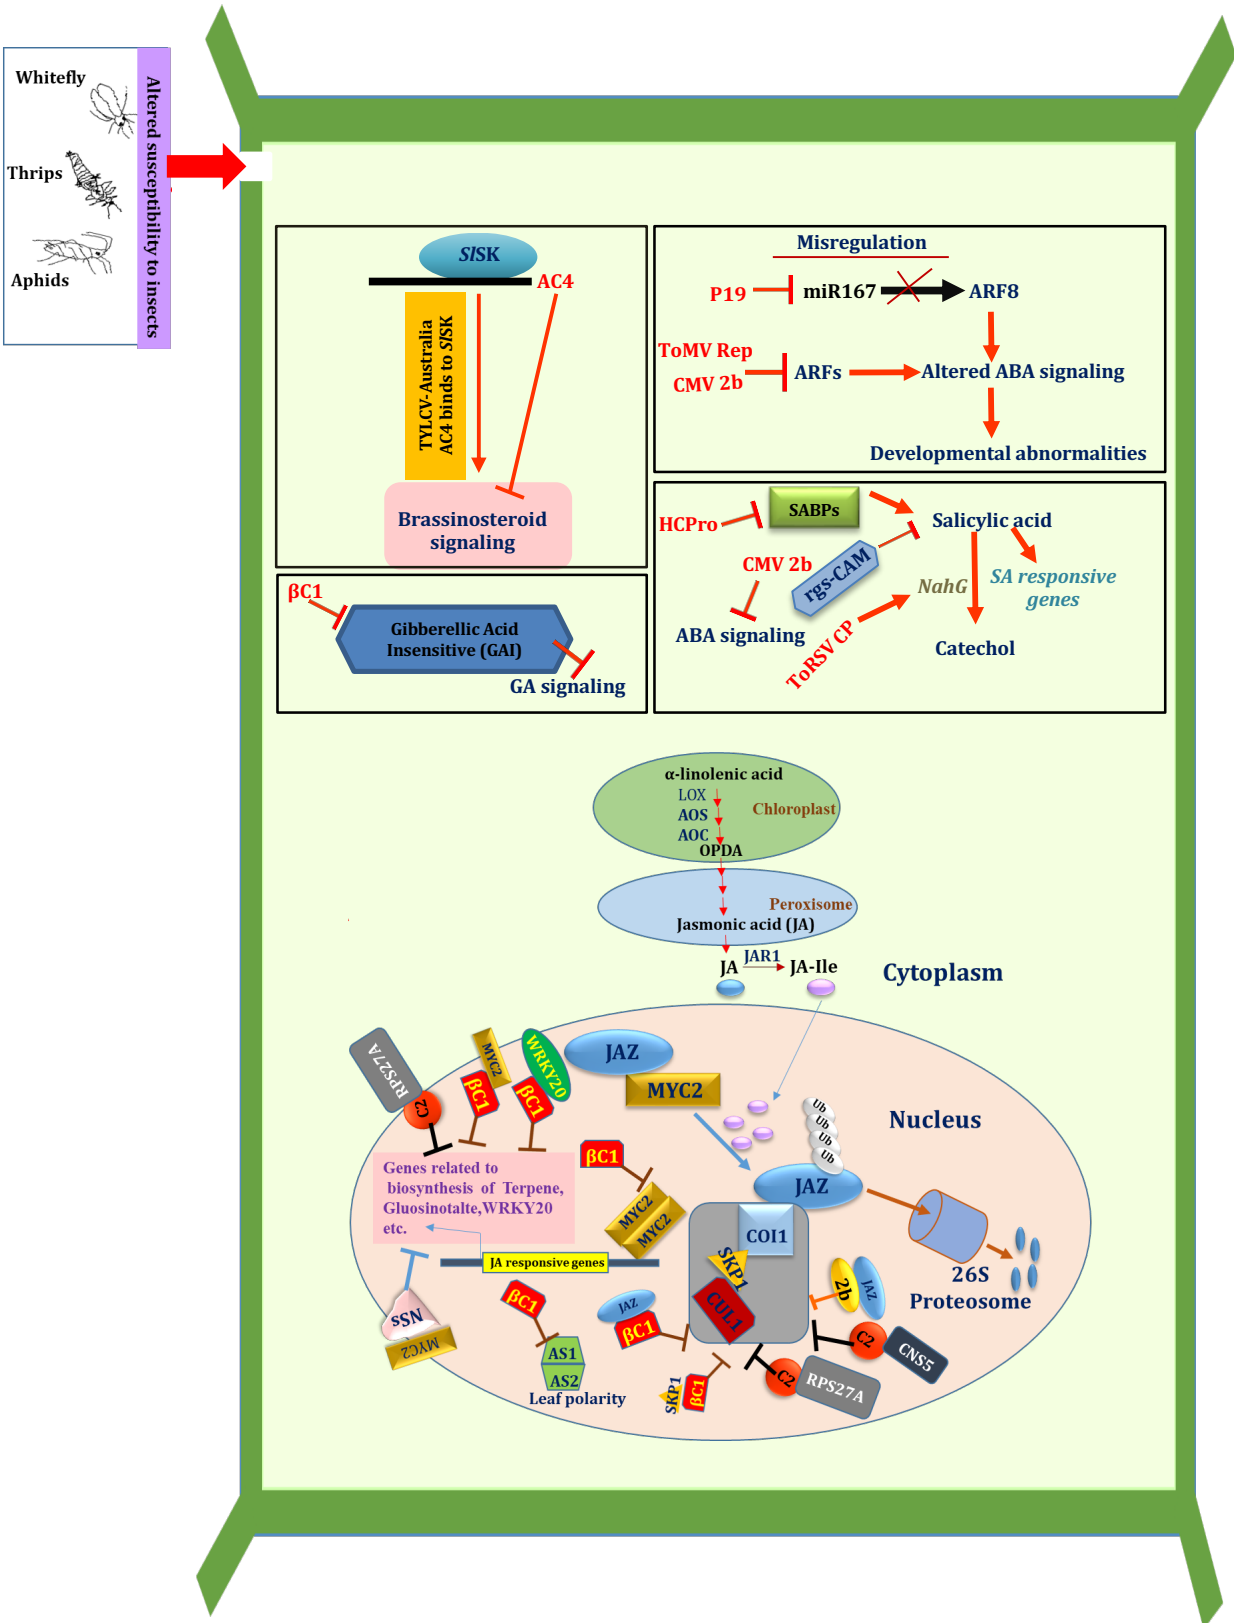 Whitefly
Thrips
Aphids
Altered susceptibility to insects
SlSK
AC4
TYLCV-Australia
AC4 binds to SlSK
Brassinosteroid
signaling
Misregulation
P19
miR167
ARF8
ToMV Rep
CMV 2b
ARFs
Altered ABA signaling
Developmental abnormalities
βC1
Gibberellic Acid
Insensitive (GAI)
GA signaling
HCPro
SABPs
Salicylic acid
CMV 2b
rgs-CAM
NahG
SA responsive
genes
ABA signaling
ToRSV CP
Catechol
α-linolenic acid
LOX
Chloroplast
AOS
AOC
OPDA
Peroxisome
Jasmonic acid (JA)
JA
JAR1
JA-Ile
Cytoplasm
RPS27A
C2
MYC2
βC1
WRKY20
βC1
JAZ
MYC2
Nucleus
Ub
Ub
Ub
Ub
JAZ
Genes related to
biosynthesis of Terpene,
Gluosinotalte,WRKY20
etc.
βC1
MYC2
MYC2
COI1
SKP1
CUL1
JA responsive genes
26S
Proteosome
NSs
MYC2
βC1
AS1
AS2
Leaf polarity
JAZ
βC1
SKP1
βC1
2b
JAZ
C2
CNS5
C2
RPS27A